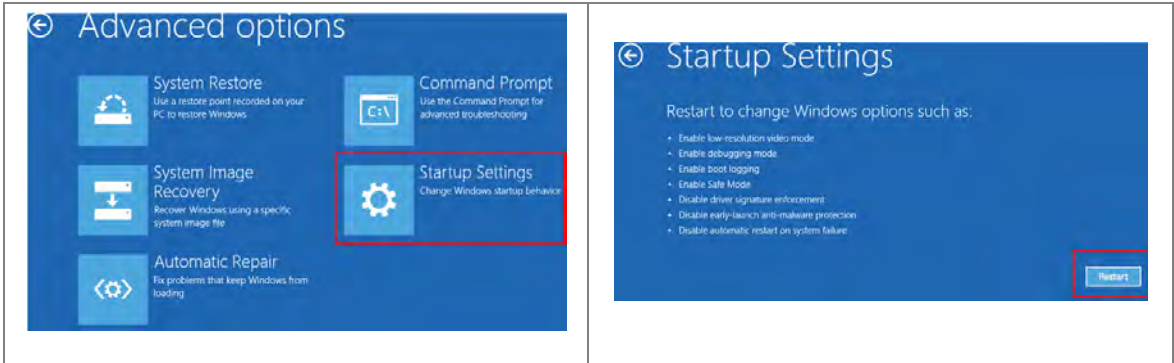 Advanced options
System Restore
Use a restore point recorded on your
PC to restore Windows
Command Prompt
Use the Command Prompt for
advanced troubleshooting
C:\
System Image
Recovery
Recover Windows using a specific
system image file
Startup Settings
Change Windows startup behavior
Automatic Repair
Fix problems that keep Windows from
loading
Startup Settings
Restart to change Windows options such as:
• Enable low-resolution video mode
• Enable debugging mode
• Enable boot logging
• Enable Safe Mode
• Disable driver signature enforcement
• Disable early-launch anti-malware protection
• Disable automatic restart on system failure
Restart